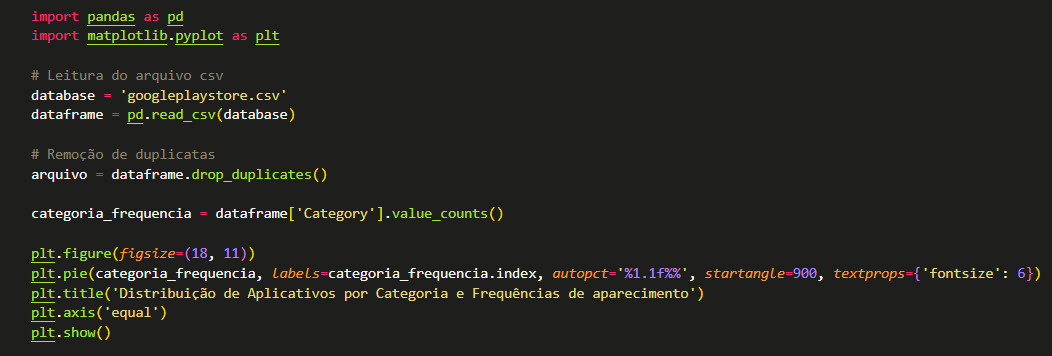 import pandas as pd
import matplotlib.pyplot as plt
# Leitura do arquivo csv
database = 'googleplaystore.csv'
dataframe = pd.read_csv(database)
# Remoção de duplicatas
arquivo = dataframe.drop_duplicates()
categoria_frequencia = dataframe['Category'].value_counts()
plt.figure(figsize=(18, 11))
plt.pie(categoria_frequencia, labels=categoria_frequencia.index, autopct='%1.1f%%', startangle=900, textprops={'fontsize': 6})
plt.title('Distribuição de Aplicativos por Categoria e Frequências de aparecimento')
plt.axis('equal')
plt.show()